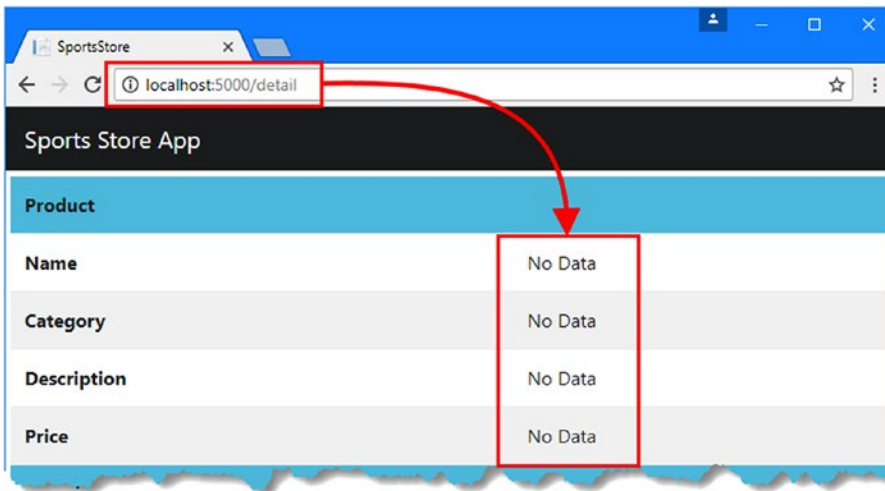 SportsStore
localhost:5000/detail
Sports Store App
Product
Name No Data
Category No Data
Description No Data
Price No Data